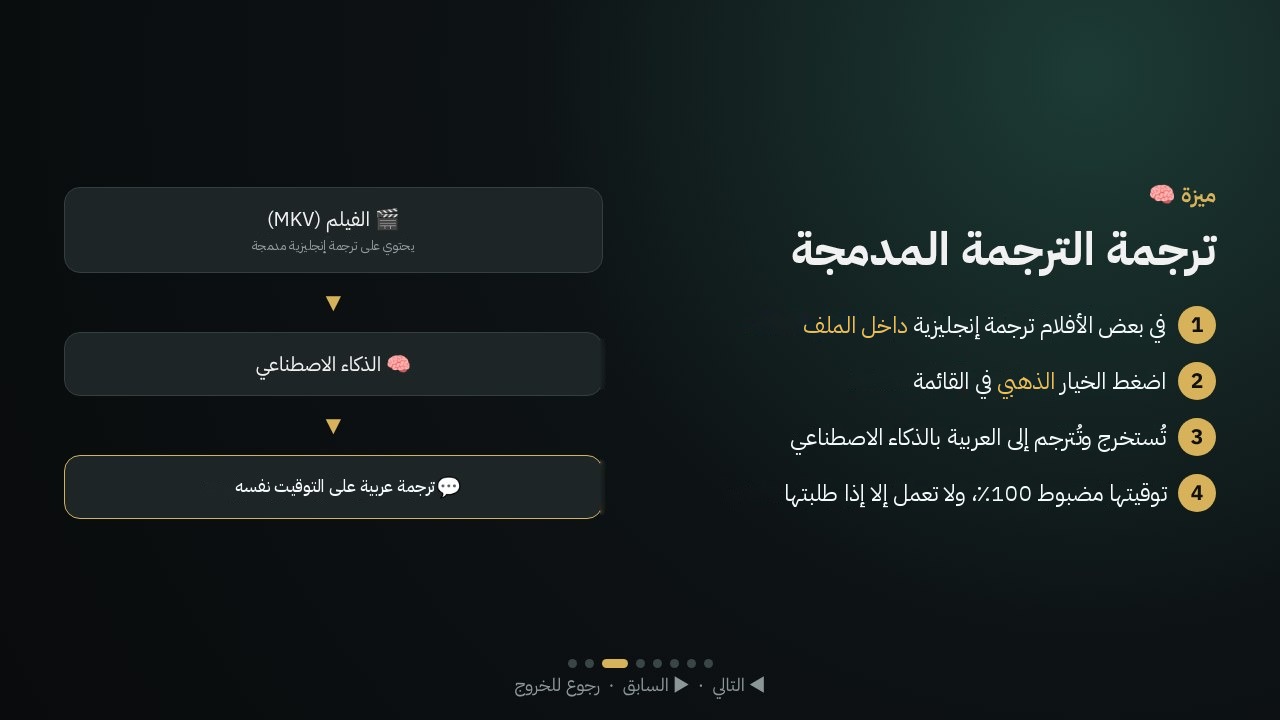 ميزة 🧠
ترجمة الترجمة المدمجة
1 في بعض الأفلام ترجمة إنجليزية داخل الملف
2 اضغط الخيار الذهبي في القائمة
3 تُستخرج وتُترجم إلى العربية بالذكاء الاصطناعي
4 توقيتها مضبوط 100٪، ولا تعمل إلا إذا طلبتها
🎬 الفيلم (MKV)
يحتوي على ترجمة إنجليزية مدمجة
▼
🧠 الذكاء الاصطناعي
▼
💬 ترجمة عربية على التوقيت نفسه
◀ التالي · ▶ السابق · رجوع للخروج